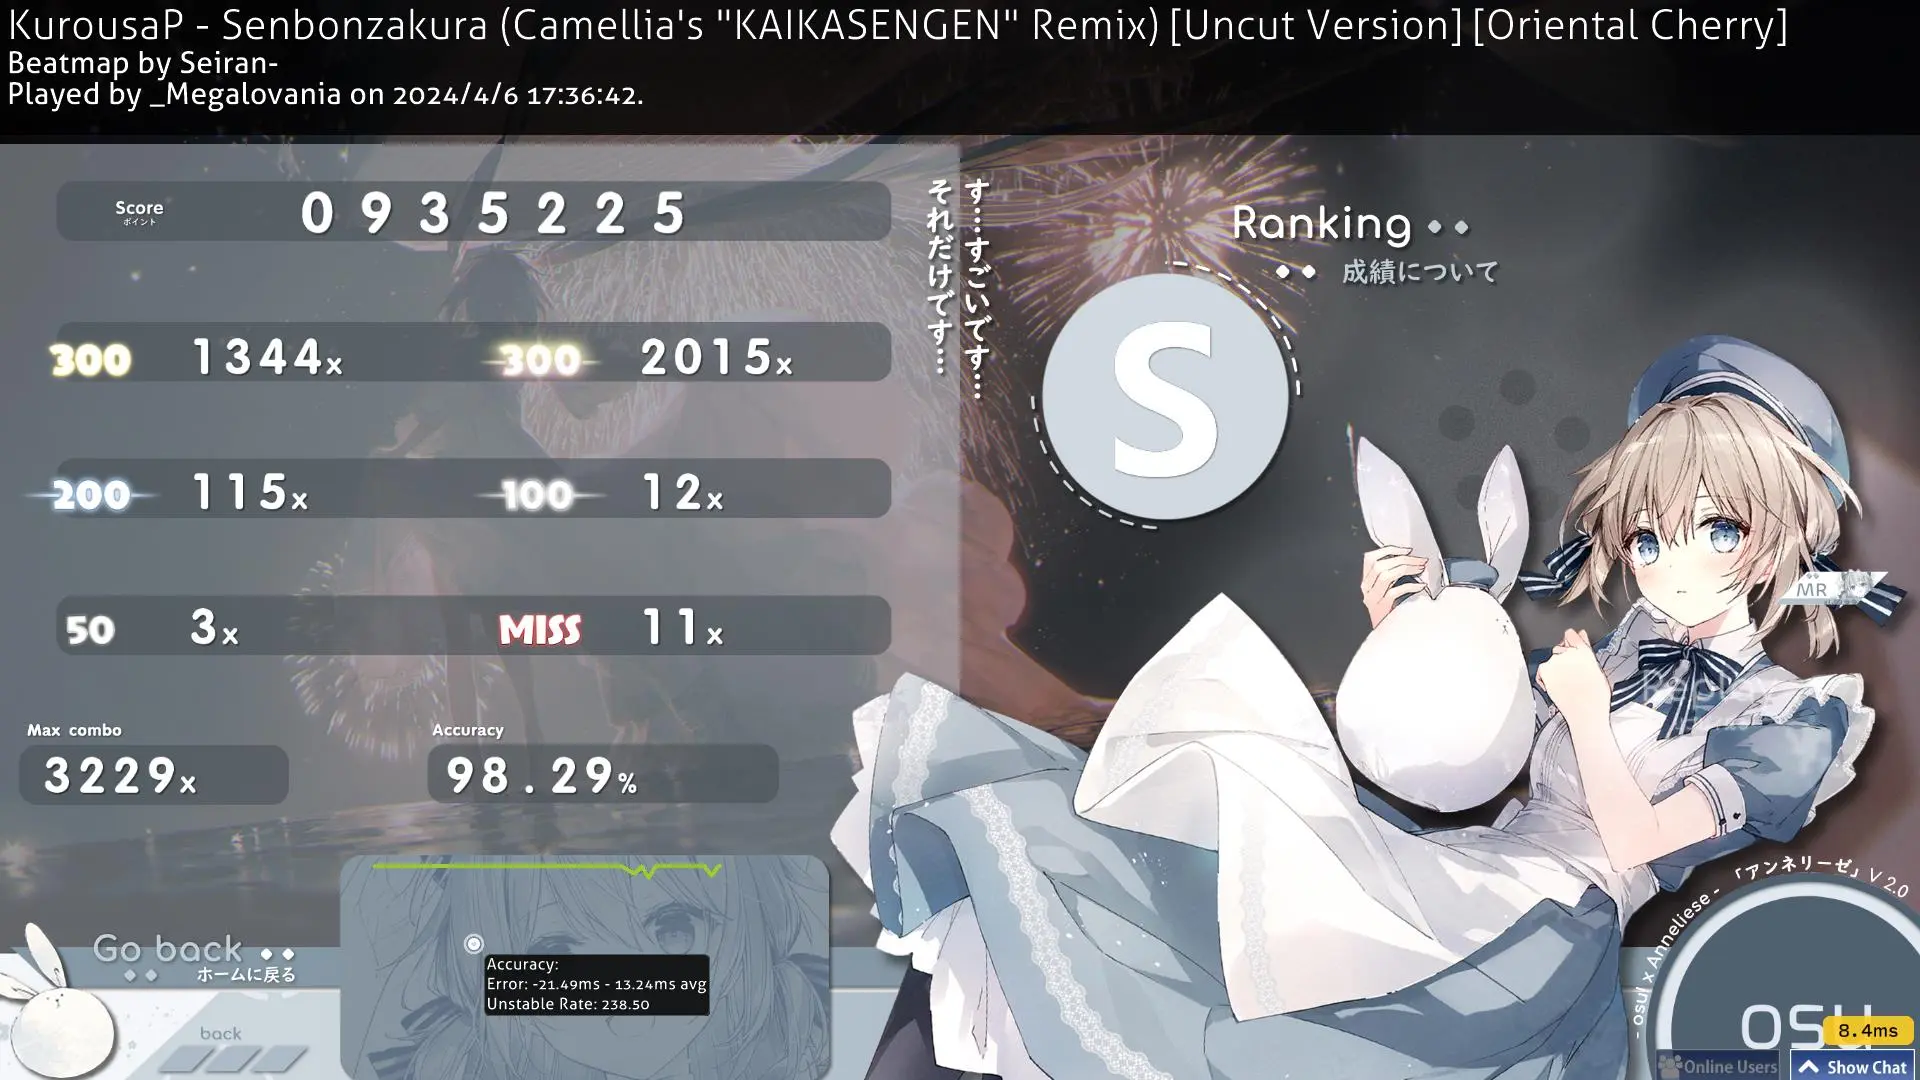 KurousaP - Senbonzakura (Camellia's "KAIKASENGEN" Remix) [Uncut Version] [Oriental Cherry]
Beatmap by Seiran-
Played by _Megalovania on 2024/4/6 17:36:42.
Score
ポイント
0935225
300 1344x 300 2015x
200 115x 100 12x
50 3x MISS 11x
Max combo
3229x
Accuracy
98.29%
す…すごいです…
それだけです…
Ranking
成績について
S
MR
Replay
Go back
ホームに戻る
back
Accuracy:
Error: -21.49ms - 13.24ms avg
Unstable Rate: 238.50
- osu! x Anneliese - 「アンネリーゼ」 V 2.0
osu
8.4ms
Online Users
Show Chat